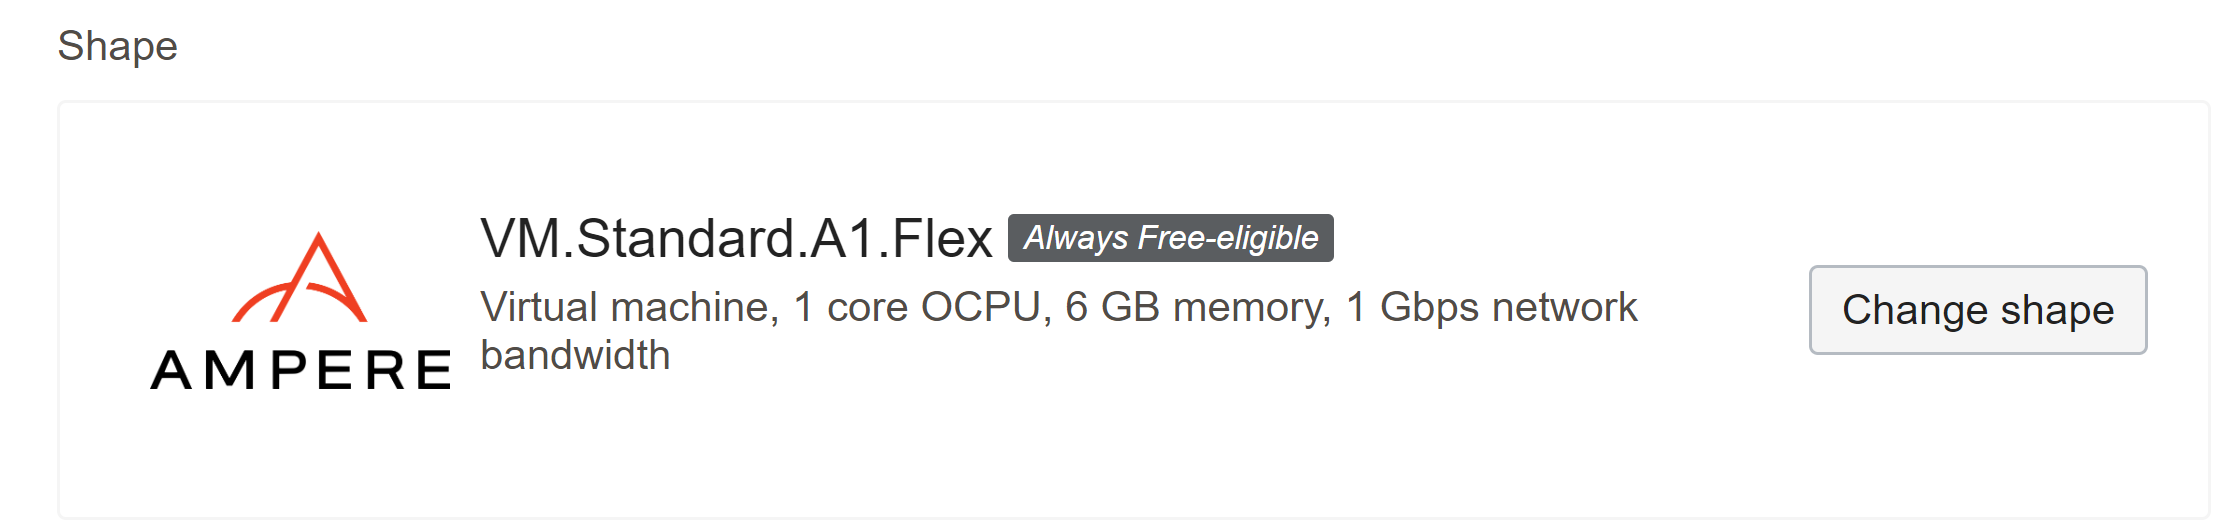 Shape
VM.Standard.A1.Flex Always Free-eligible
Virtual machine, 1 core OCPU, 6 GB memory, 1 Gbps network
bandwidth
AMPERE
Change shape